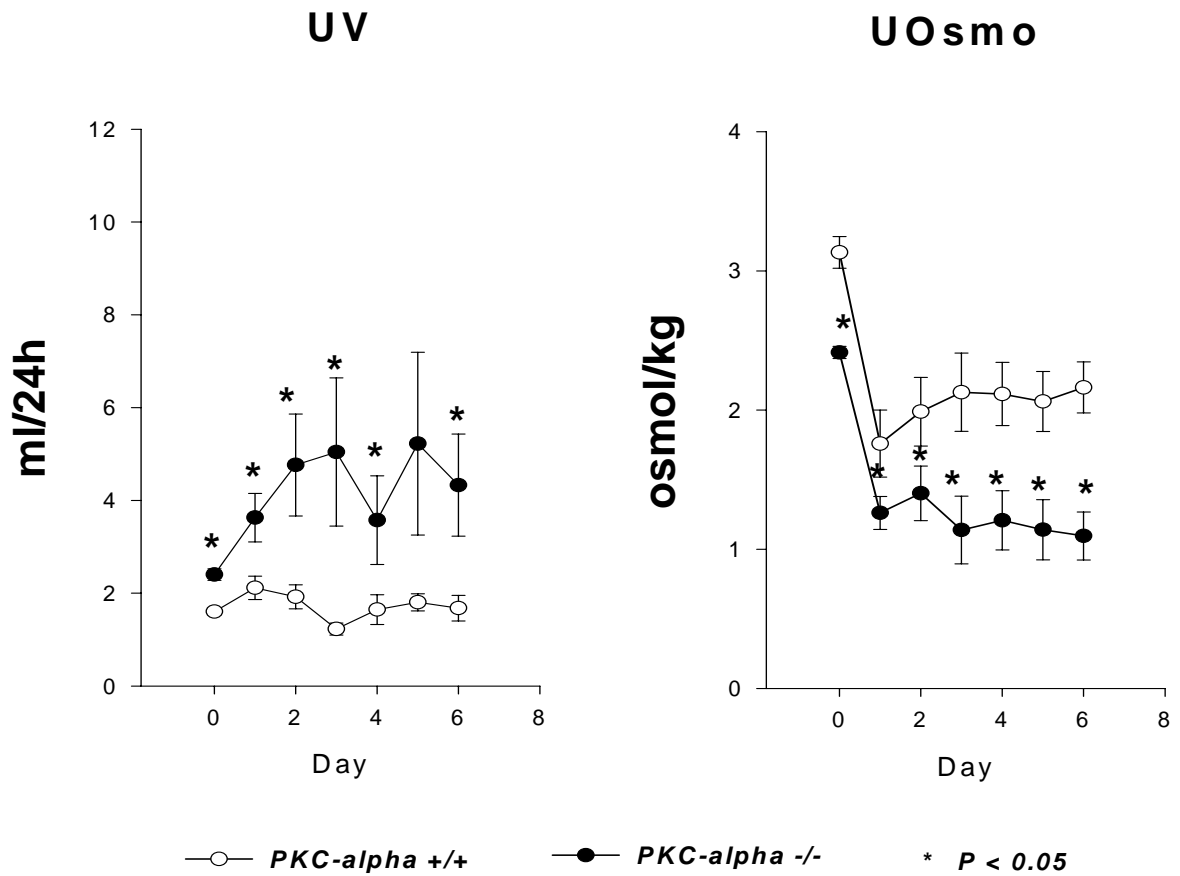 UV
12
10
8
6
4
2
0
ml/24h
* * * * * *
0 2 4 6 8
Day
UOsmo
4
3
2
1
0
osmol/kg
* * * * * * *
0 2 4 6 8
Day
PKC-alpha +/+ PKC-alpha -/- * P < 0.05